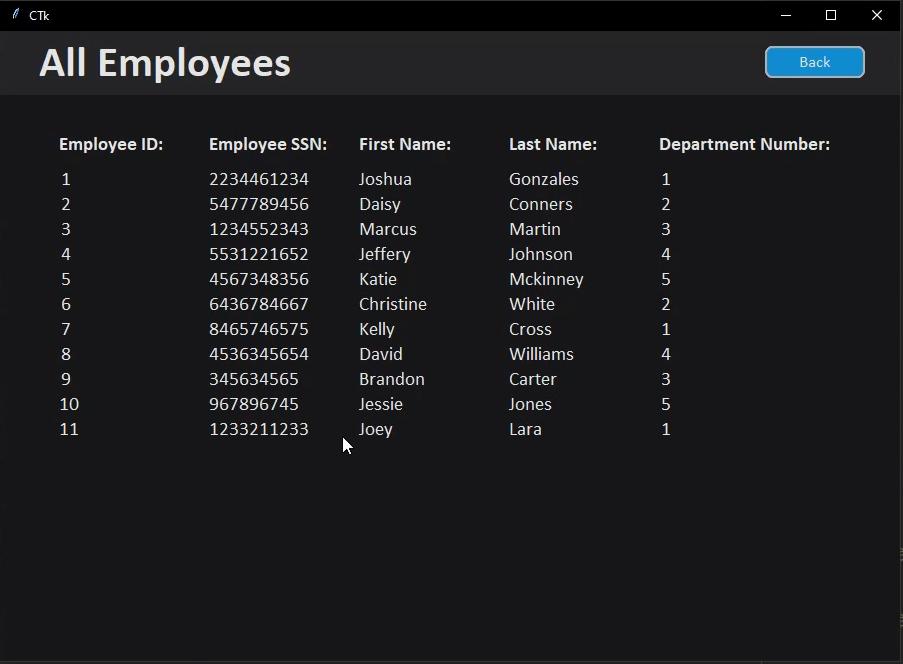 CTk
All Employees
Back
Employee ID: Employee SSN: First Name: Last Name: Department Number:
1 2234461234 Joshua Gonzales 1
2 5477789456 Daisy Conners 2
3 1234552343 Marcus Martin 3
4 5531221652 Jeffery Johnson 4
5 4567348356 Katie Mckinney 5
6 6436784667 Christine White 2
7 8465746575 Kelly Cross 1
8 4536345654 David Williams 4
9 345634565 Brandon Carter 3
10 967896745 Jessie Jones 5
11 1233211233 Joey Lara 1